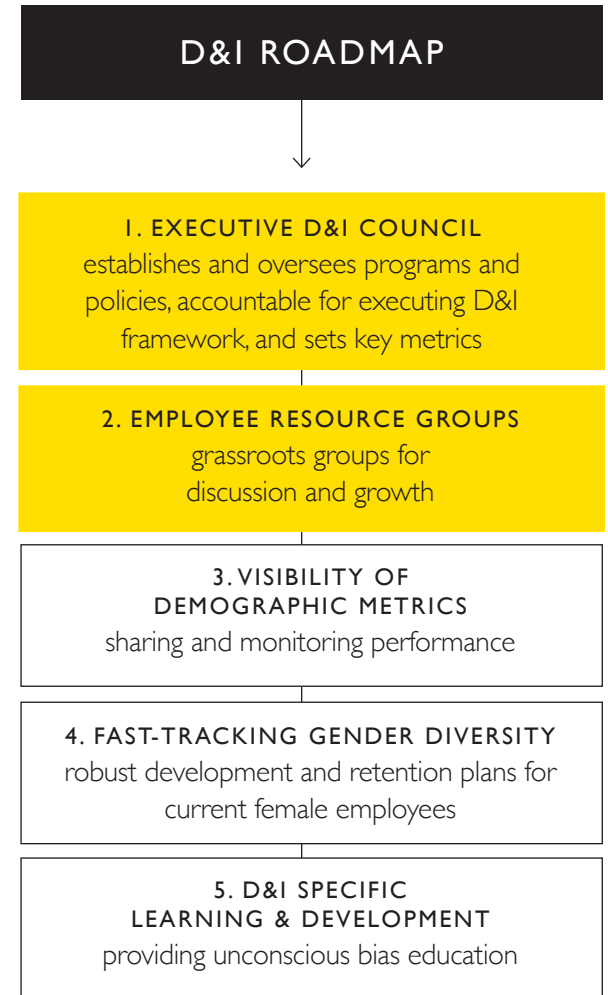 D&I ROADMAP
1. EXECUTIVE D&I COUNCIL
establishes and oversees programs and
policies, accountable for executing D&I
framework, and sets key metrics
2. EMPLOYEE RESOURCE GROUPS
grassroots groups for
discussion and growth
3. VISIBILITY OF
DEMOGRAPHIC METRICS
sharing and monitoring performance
4. FAST-TRACKING GENDER DIVERSITY
robust development and retention plans for
current female employees
5. D&I SPECIFIC
LEARNING & DEVELOPMENT
providing unconscious bias education